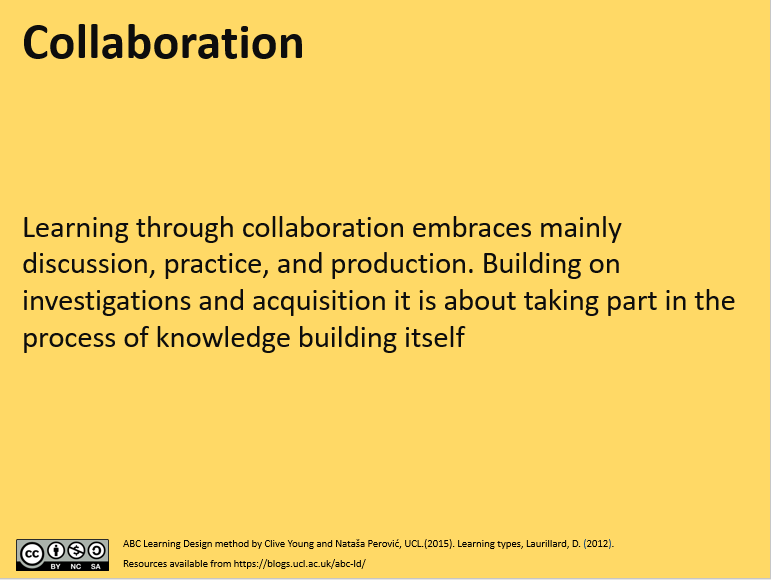 Collaboration
Learning through collaboration embraces mainly
discussion, practice, and production. Building on
investigations and acquisition it is about taking part in the
process of knowledge building itself
cc
BY NC SA
ABC Learning Design method by Clive Young and Nataša Perović, UCL.(2015). Learning types, Laurillard, D. (2012).
Resources available from https://blogs.ucl.ac.uk/abc-ld/